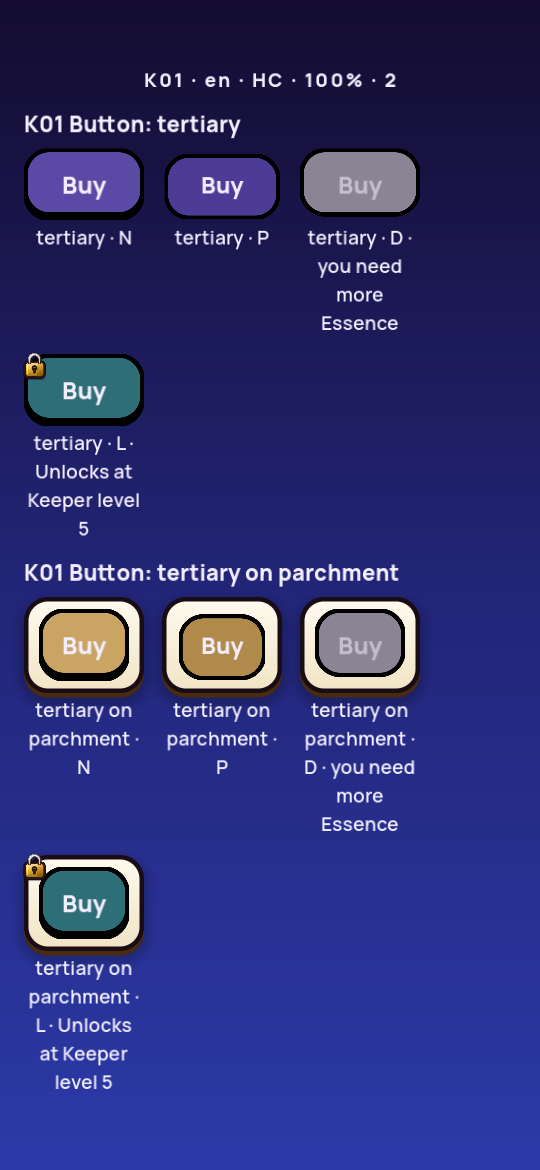 K01 · en · HC · 100% · 2
K01 Button: tertiary
Buy
Buy
Buy
tertiary · N
tertiary · P
tertiary · D ·
you need
more
Essence
Buy
tertiary · L ·
Unlocks at
Keeper level
5
K01 Button: tertiary on parchment
Buy
Buy
Buy
tertiary on
parchment ·
N
tertiary on
parchment ·
P
tertiary on
parchment ·
D · you need
more
Essence
Buy
tertiary on
parchment ·
L · Unlocks
at Keeper
level 5